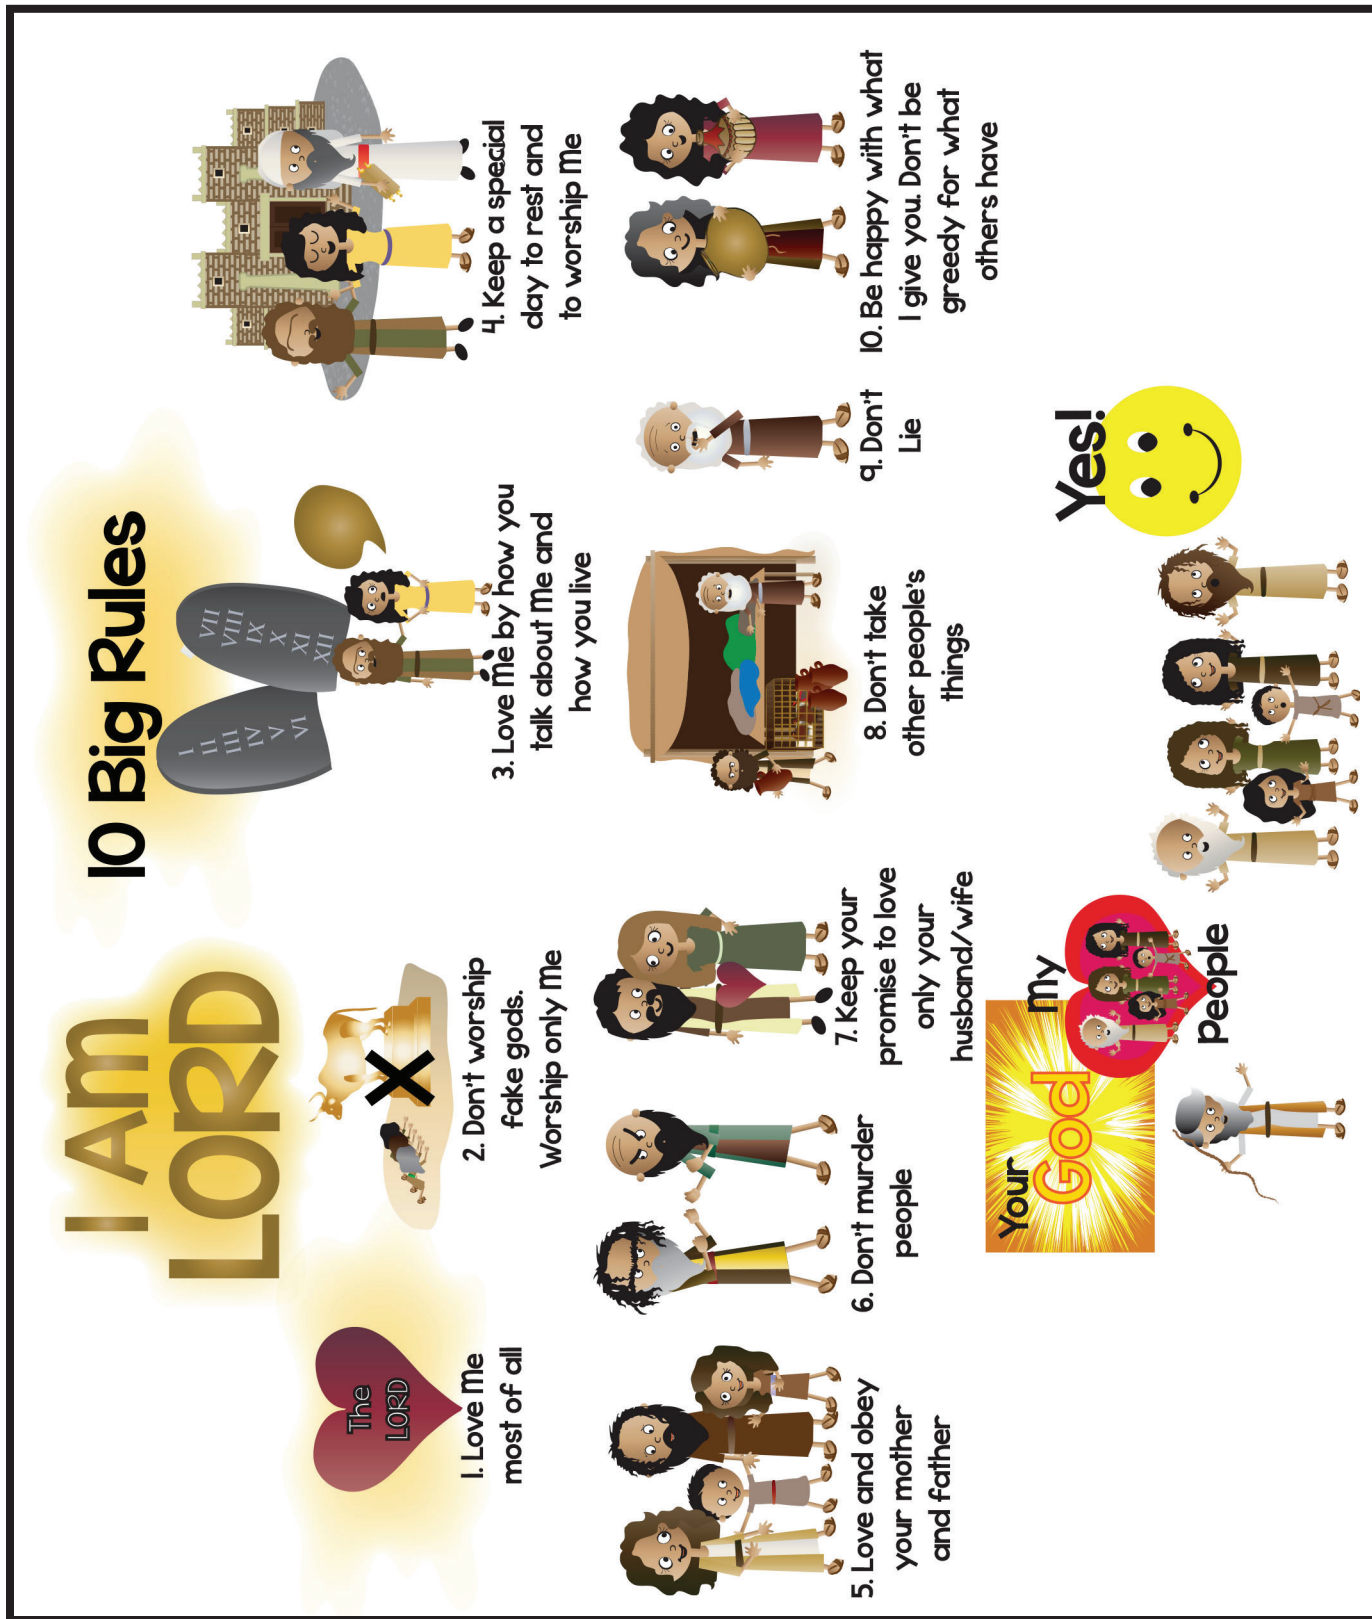 I Am
LORD
10 Big Rules
I
II
III
IV
V
VI
VII
VIII
IX
X
XI
XII
The
LORD
1. Love Me
most of all
2. Don't worship
fake gods.
Worship only Me
3. Love Me by how you
talk about Me and
how you live
4. Keep a special
day to rest and
to worship Me
5. Love and obey
your mother
and father
6. Don't murder
people
7. Keep your
promise to love
only your
husband/wife
8. Don't take
other people's
things
9. Don't
Lie
10. Be happy with what
I give you. Don't be
greedy for what
others have
Your
God
My
people
Yes!